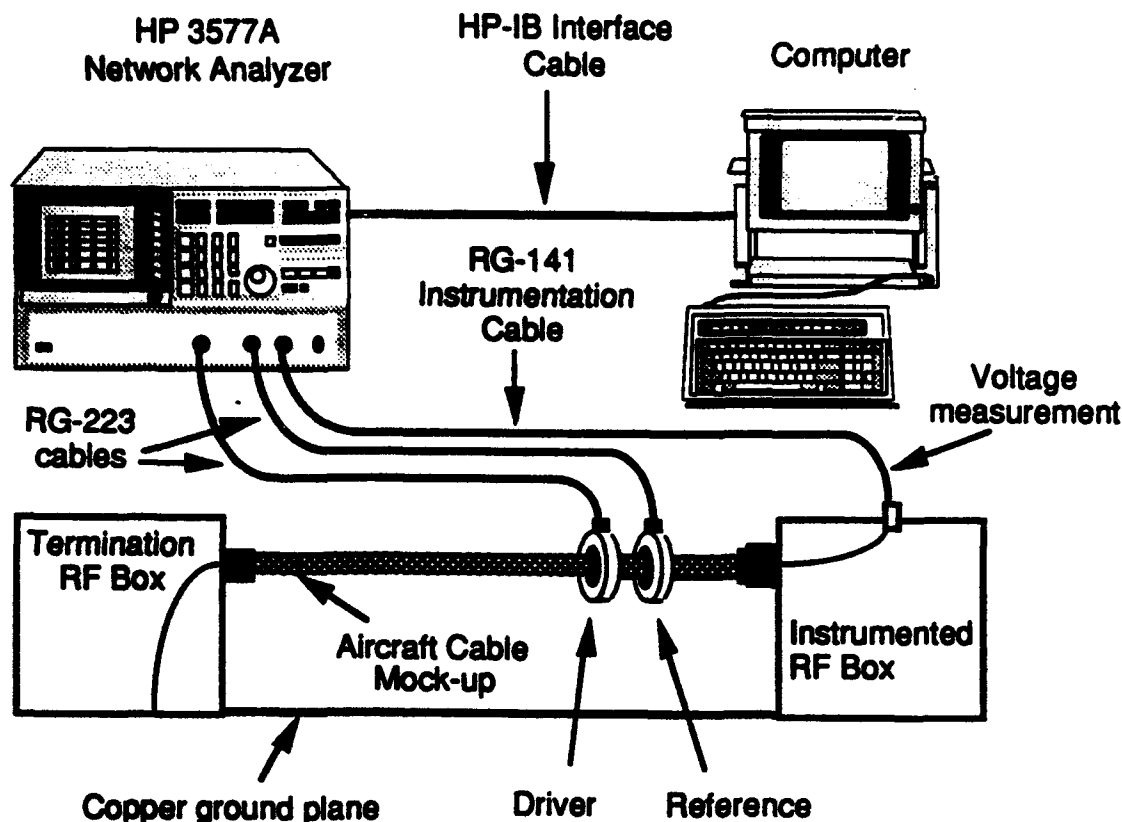 HP 3577A
Network Analyzer
HP-IB Interface
Cable
Computer
RG-141
Instrumentation
Cable
Voltage
measurement
RG-223
cables
Termination
RF Box
Aircraft Cable
Mock-up
Instrumented
RF Box
Copper ground plane
Driver
Reference